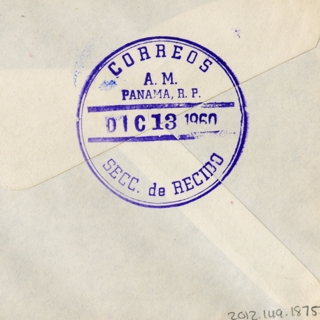 CORREOS
A. M.
PANAMA, R. P.
DIC 13 1960
SECC. de RECIBO
2012.149.1875